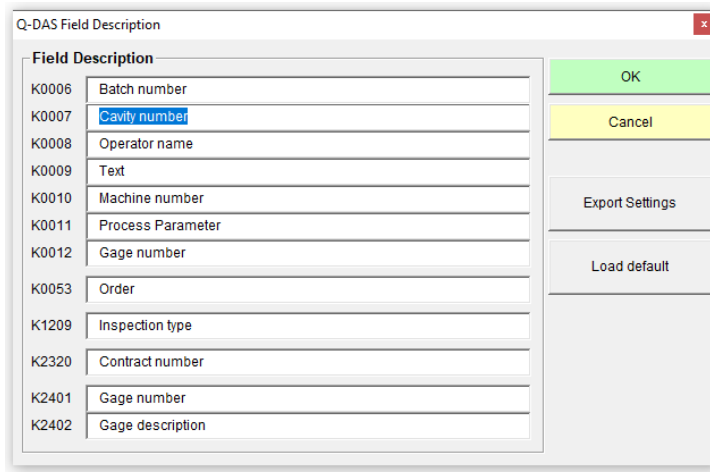 Q-DAS Field Description
x
Field Description
K0006 Batch number
K0007 Cavity number
K0008 Operator name
K0009 Text
K0010 Machine number
K0011 Process Parameter
K0012 Gage number
K0053 Order
K1209 Inspection type
K2320 Contract number
K2401 Gage number
K2402 Gage description
OK
Cancel
Export Settings
Load default